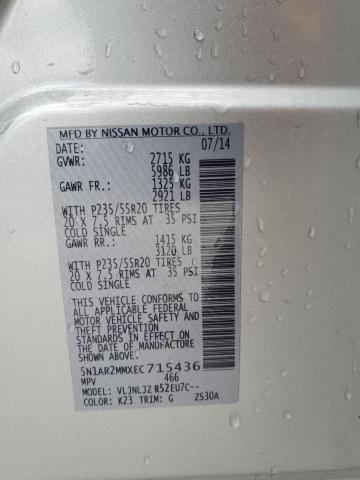 MFD BY NISSAN MOTOR CO., LTD.
DATE: 07/14
GVWR: 2715 KG
5986 LB
GAWR FR: 1325 KG
2921 LB
WITH P235/55R20 TIRES
20 X 7.5 RIMS AT 35 PSI
COLD SINGLE
GAWR RR: 1415 KG
3120 LB
WITH P235/55R20 TIRES
20 X 7.5 RIMS AT 35 PSI
COLD SINGLE
THIS VEHICLE CONFORMS TO
ALL APPLICABLE FEDERAL
MOTOR VEHICLE SAFETY
AND THEFT PREVENTION
STANDARDS IN EFFECT ON
THE DATE OF MANUFACTURE
SHOWN ABOVE.
5N1AR2MMXEC715436
MPV 466
MODEL: VLJNLJZ R52EU7C--
COLOR: K23 TRIM: G ZS30A